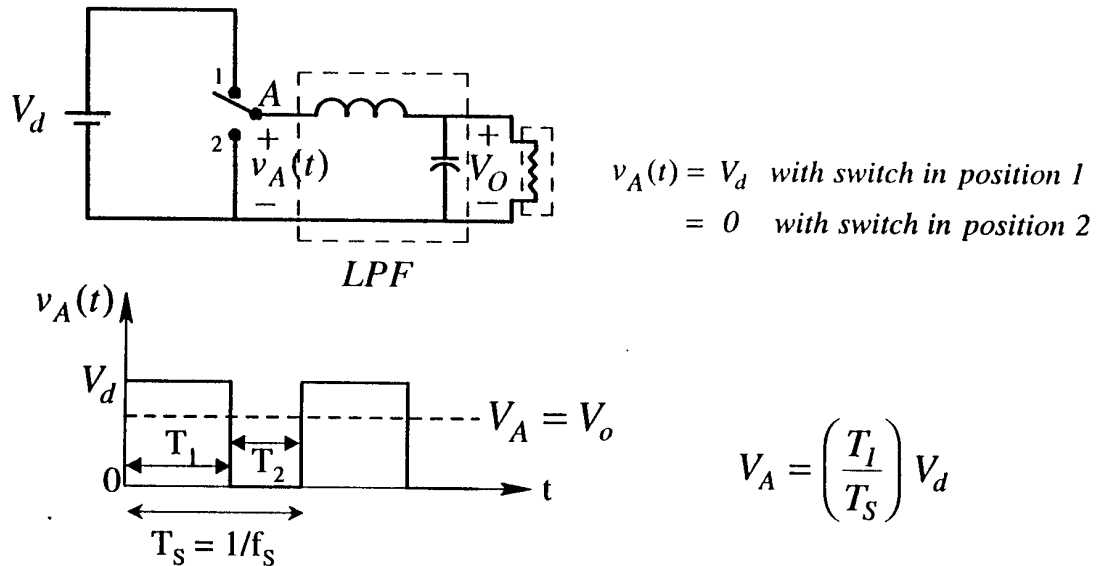 1
A
V_d
2
+
v_A(t)
−
+
V_O
−
LPF
v_A(t) = V_d with switch in position 1
= 0 with switch in position 2
v_A(t)
V_d
V_A = V_o
T_1
T_2
0
t
T_S = 1/f_S
V_A = (T_1/T_S) V_d